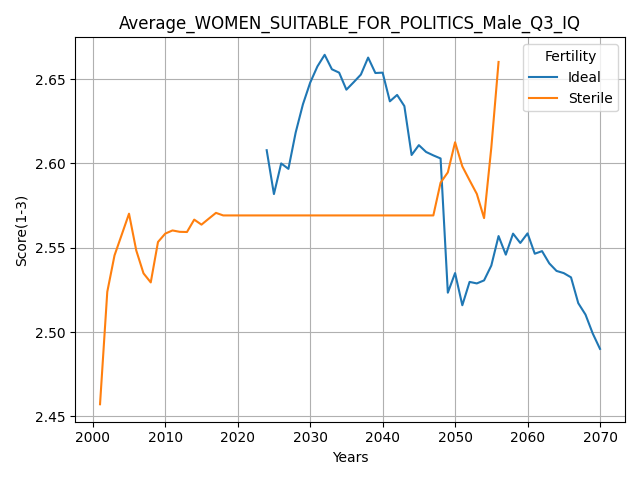 Average_WOMEN_SUITABLE_FOR_POLITICS_Male_Q3_IQ
Fertility
Ideal
Sterile
Score(1-3)
2.65
2.60
2.55
2.50
2.45
2000 2010 2020 2030 2040 2050 2060 2070
Years